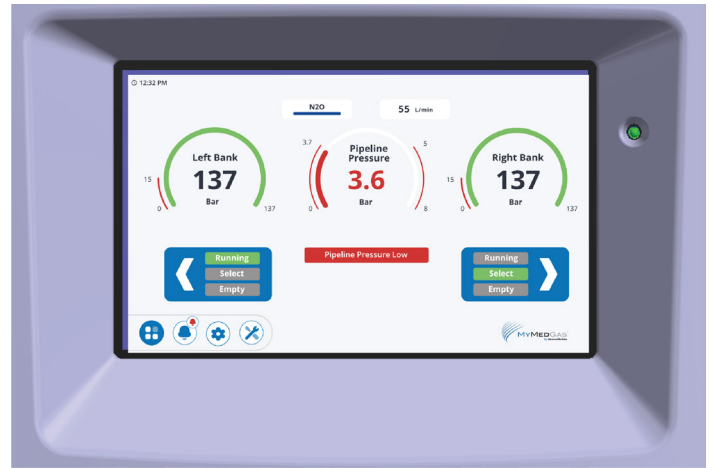 12:32 PM
N2O
55 L/min
Left Bank
137
Bar
15
0
137
Pipeline
Pressure
3.6
Bar
3.7
5
0
8
Right Bank
137
Bar
15
0
137
Running
Select
Empty
Pipeline Pressure Low
Running
Select
Empty
MYMEDGAS